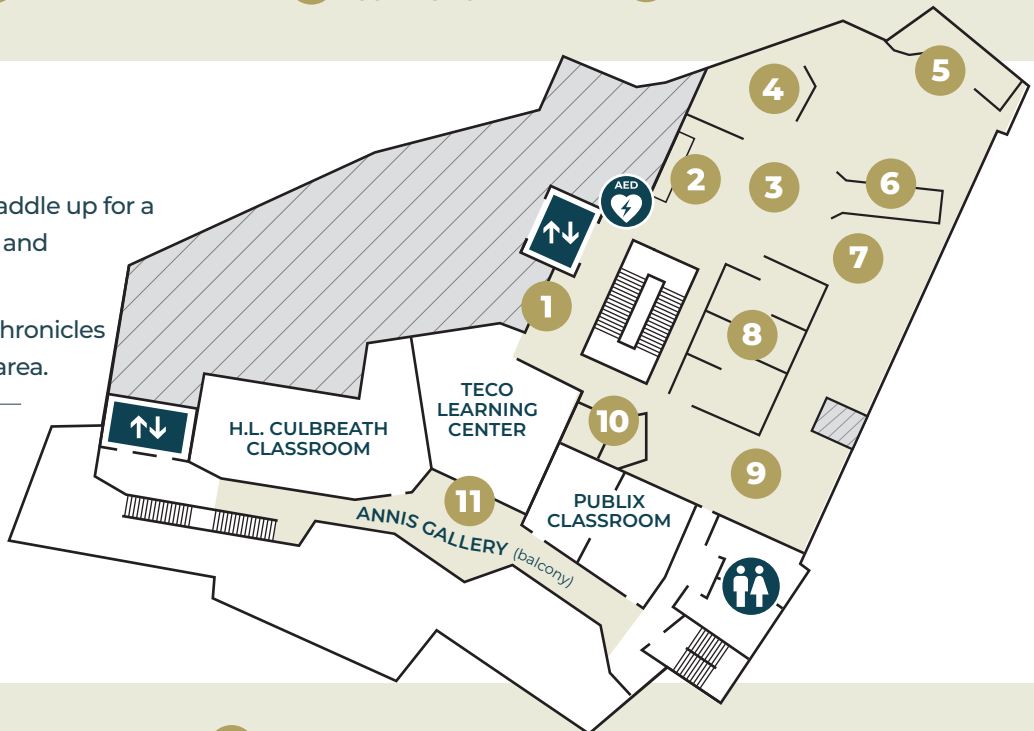 5
4
AED
2
3
6
addle up for a
and
7
1
hronicles
area.
8
TECO
LEARNING
CENTER
10
H.L. CULBREATH
CLASSROOM
9
11
PUBLIX
CLASSROOM
ANNIS GALLERY (balcony)